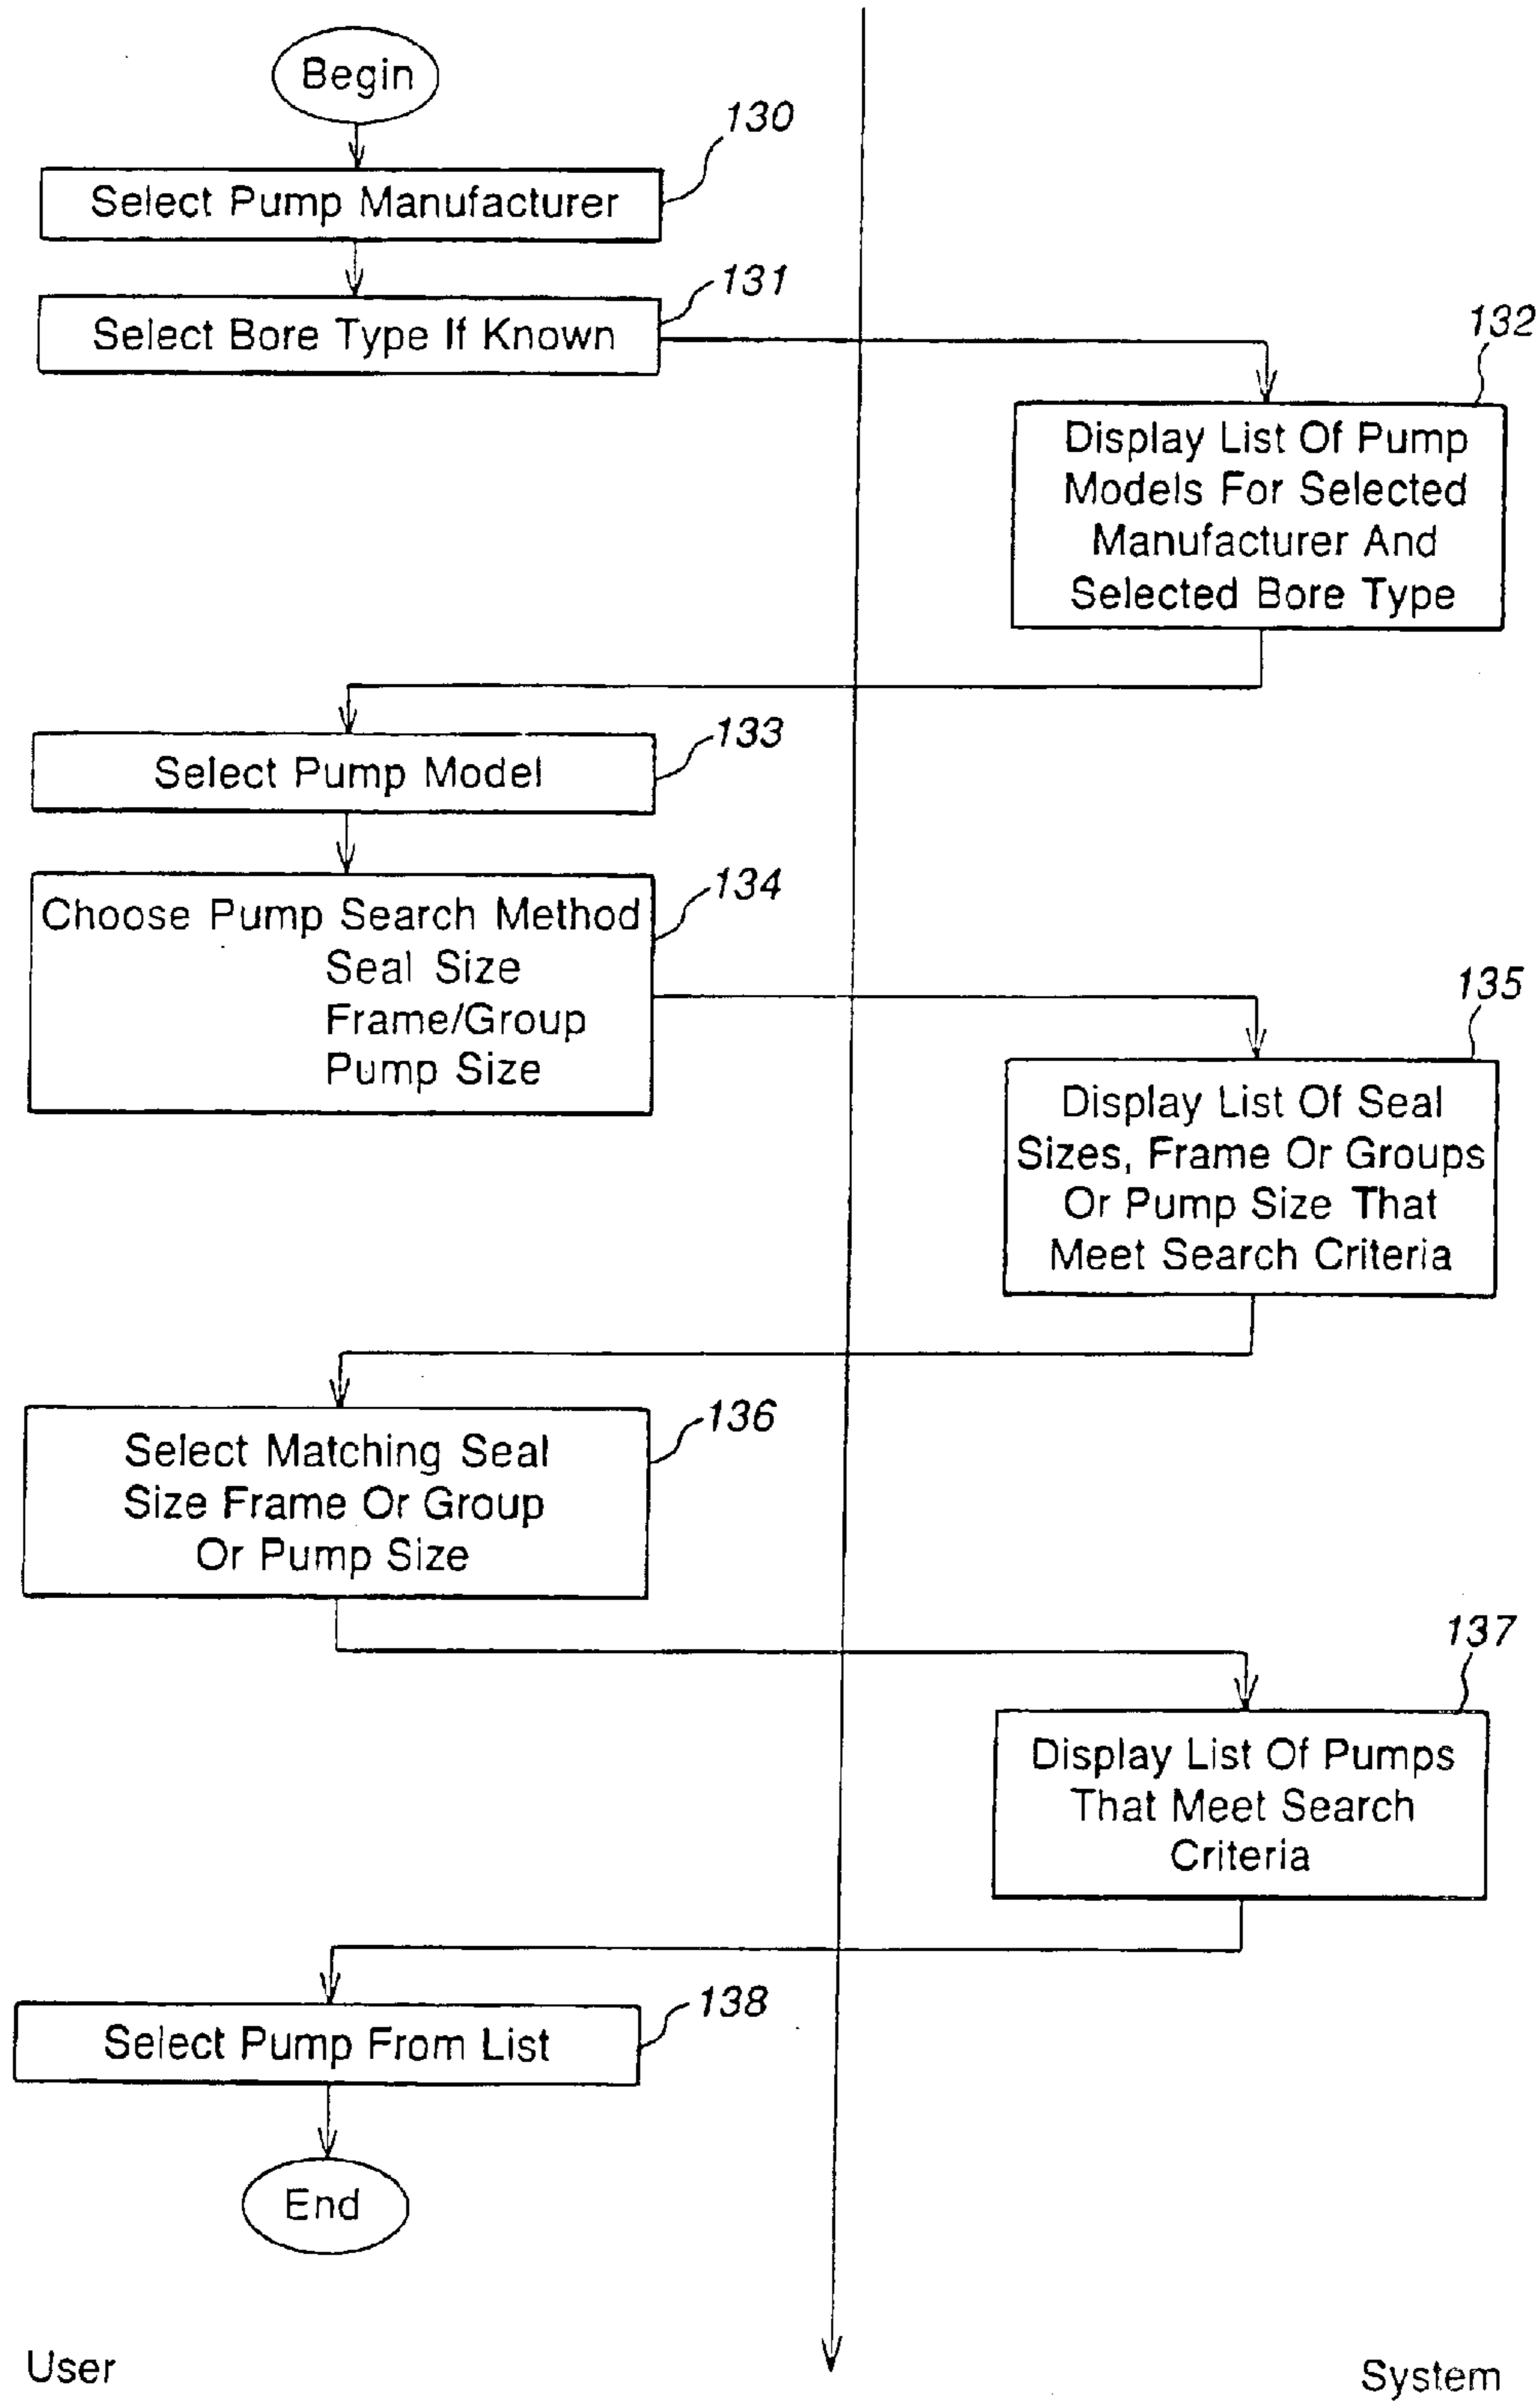 Begin
130
Select Pump Manufacturer
131
Select Bore Type If Known
132
Display List Of Pump
Models For Selected
Manufacturer And
Selected Bore Type
133
Select Pump Model
134
Choose Pump Search Method
Seal Size
Frame/Group
Pump Size
135
Display List Of Seal
Sizes, Frame Or Groups
Or Pump Size That
Meet Search Criteria
136
Select Matching Seal
Size Frame Or Group
Or Pump Size
137
Display List Of Pumps
That Meet Search
Criteria
138
Select Pump From List
End
User
System